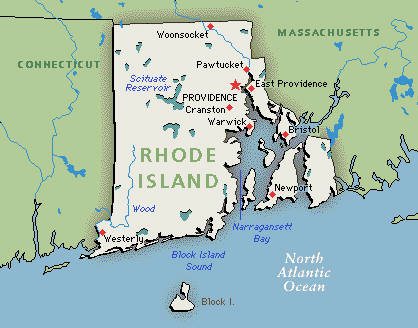 Woonsocket
MASSACHUSETTS
CONNECTICUT
Pawtucket
Scituate
Reservoir
East Providence
PROVIDENCE
Cranston
Warwick
Bristol
RHODE
ISLAND
Newport
Wood
Narragansett
Bay
Westerly
Block Island
Sound
North
Atlantic
Ocean
Block I.